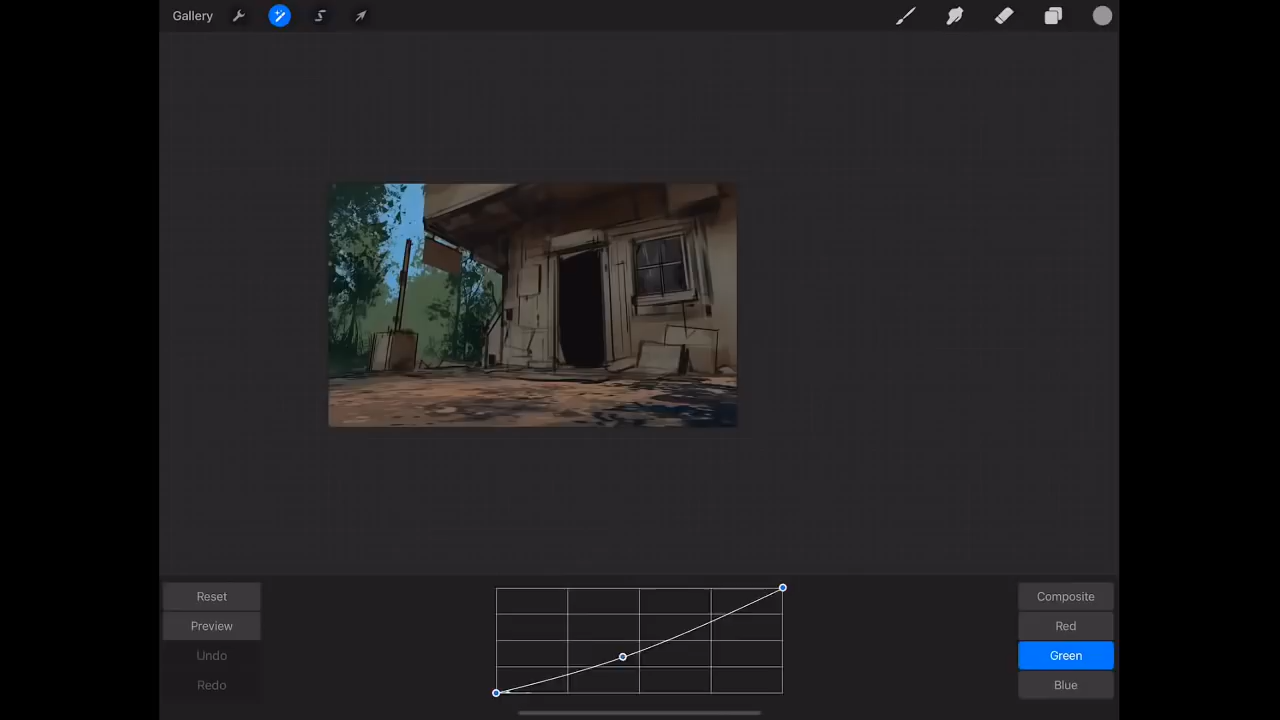 Gallery
Reset
Preview
Undo
Redo
Composite
Red
Green
Blue